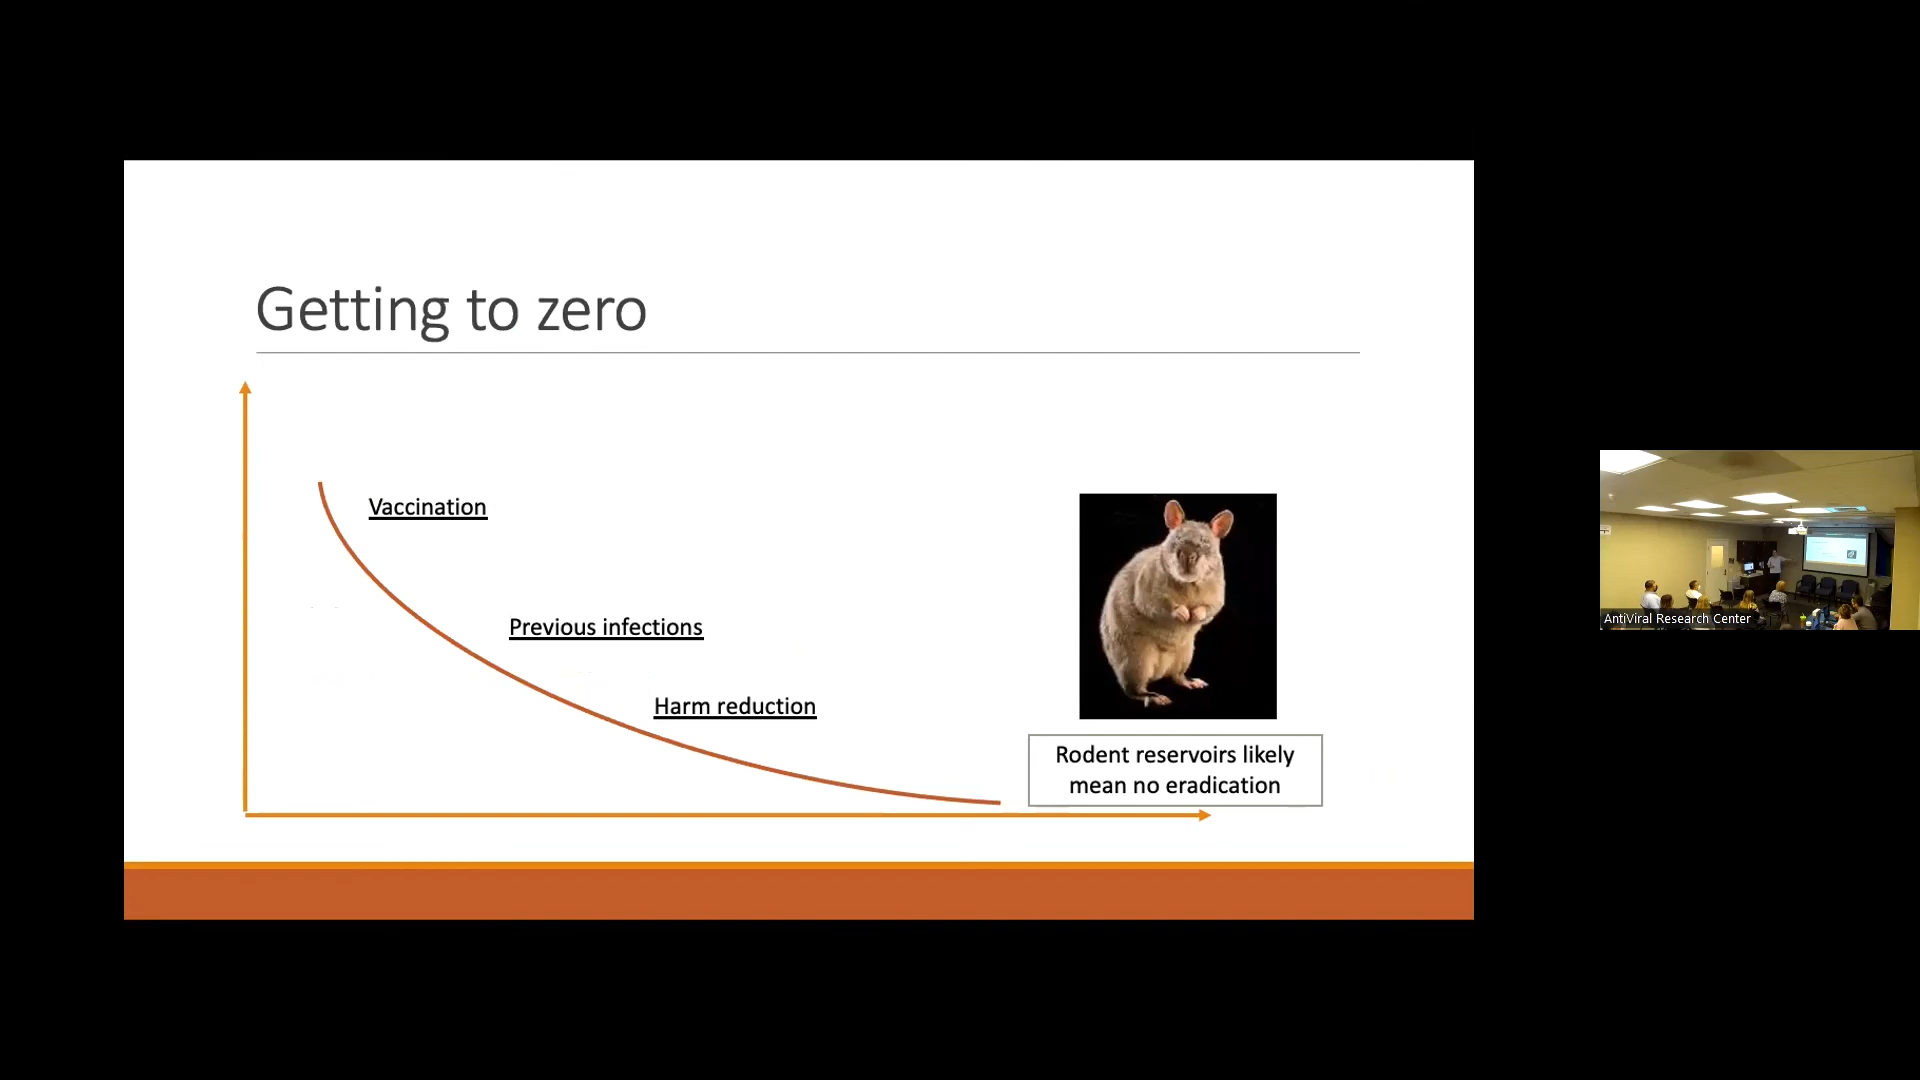 Getting to zero
Vaccination
Previous infections
Harm reduction
Rodent reservoirs likely
mean no eradication
AntiViral Research Center